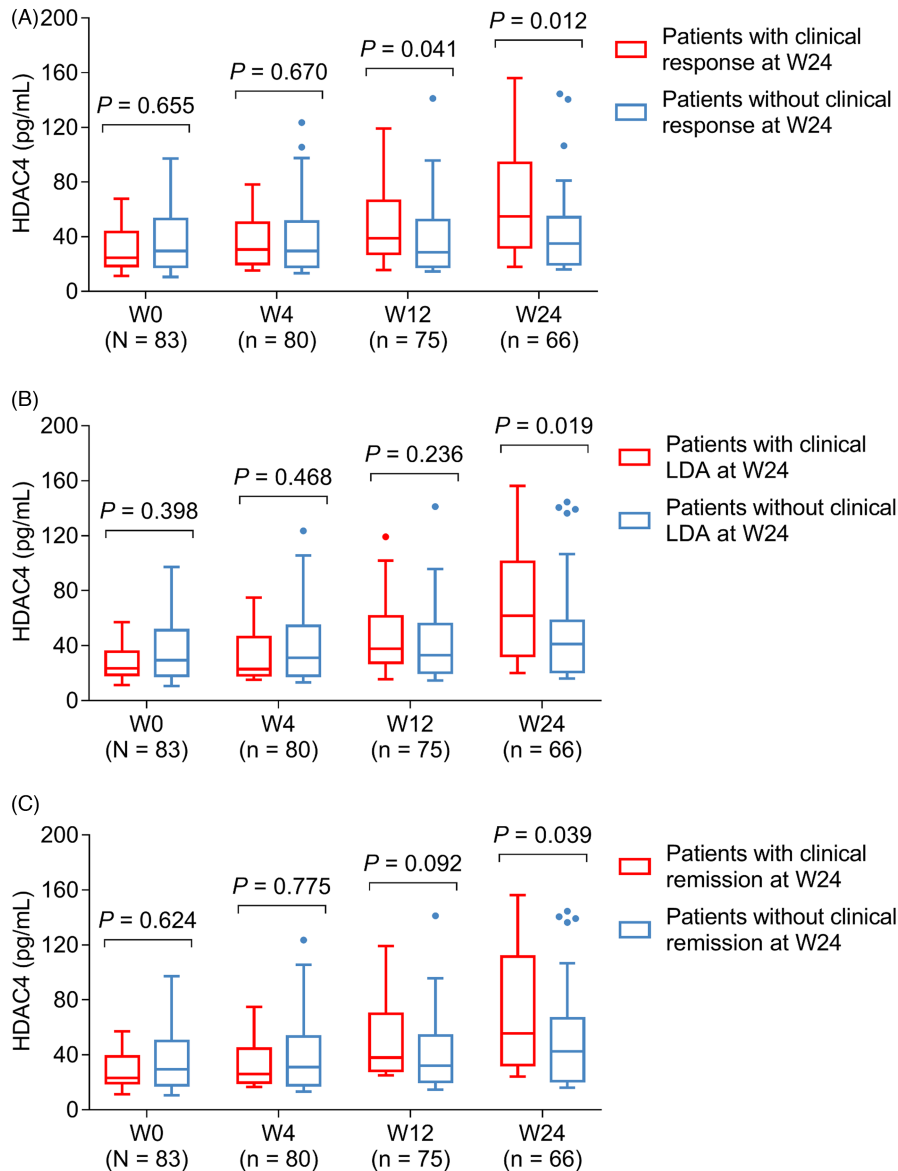 (A)
200
160
120
80
40
0
HDAC4 (pg/mL)
P = 0.655
P = 0.670
P = 0.041
P = 0.012
W0
(N = 83)
W4
(n = 80)
W12
(n = 75)
W24
(n = 66)
Patients with clinical
response at W24
Patients without clinical
response at W24
(B)
200
160
120
80
40
0
HDAC4 (pg/mL)
P = 0.398
P = 0.468
P = 0.236
P = 0.019
W0
(N = 83)
W4
(n = 80)
W12
(n = 75)
W24
(n = 66)
Patients with clinical
LDA at W24
Patients without clinical
LDA at W24
(C)
200
160
120
80
40
0
HDAC4 (pg/mL)
P = 0.624
P = 0.775
P = 0.092
P = 0.039
W0
(N = 83)
W4
(n = 80)
W12
(n = 75)
W24
(n = 66)
Patients with clinical
remission at W24
Patients without clinical
remission at W24